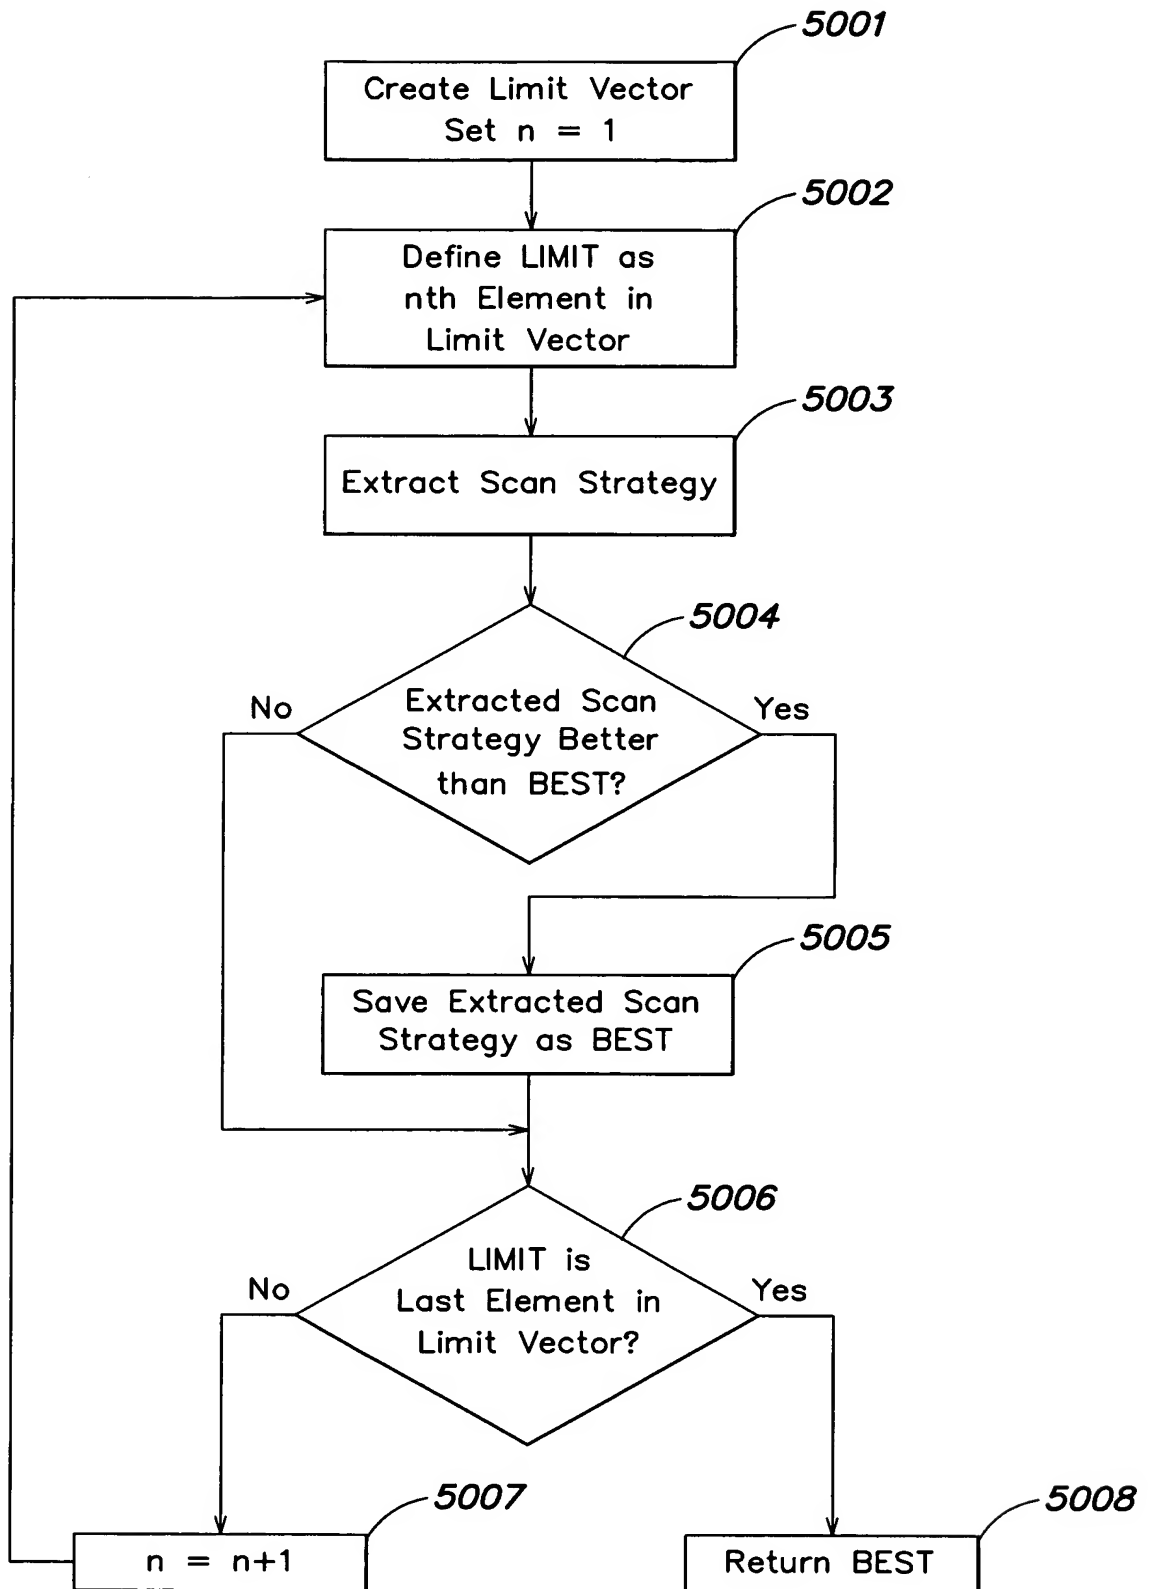 5001
Create Limit Vector
Set n = 1
5002
Define LIMIT as
nth Element in
Limit Vector
5003
Extract Scan Strategy
5004
No
Extracted Scan
Strategy Better
than BEST?
Yes
5005
Save Extracted Scan
Strategy as BEST
5006
No
LIMIT is
Last Element in
Limit Vector?
Yes
5007
n = n+1
5008
Return BEST